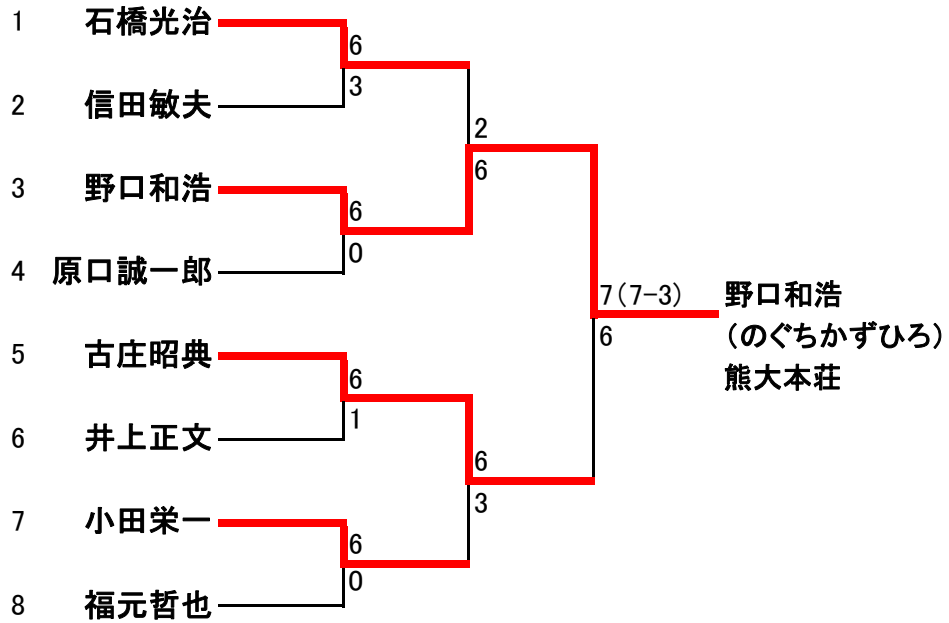 1 石橋光治
6
3
2 信田敏夫
2
6
3 野口和浩
6
0
4 原口誠一郎
7(7-3)
6
野口和浩
(のぐちかずひろ)
熊大本荘
5 古庄昭典
6
1
6 井上正文
6
3
7 小田栄一
6
0
8 福元哲也